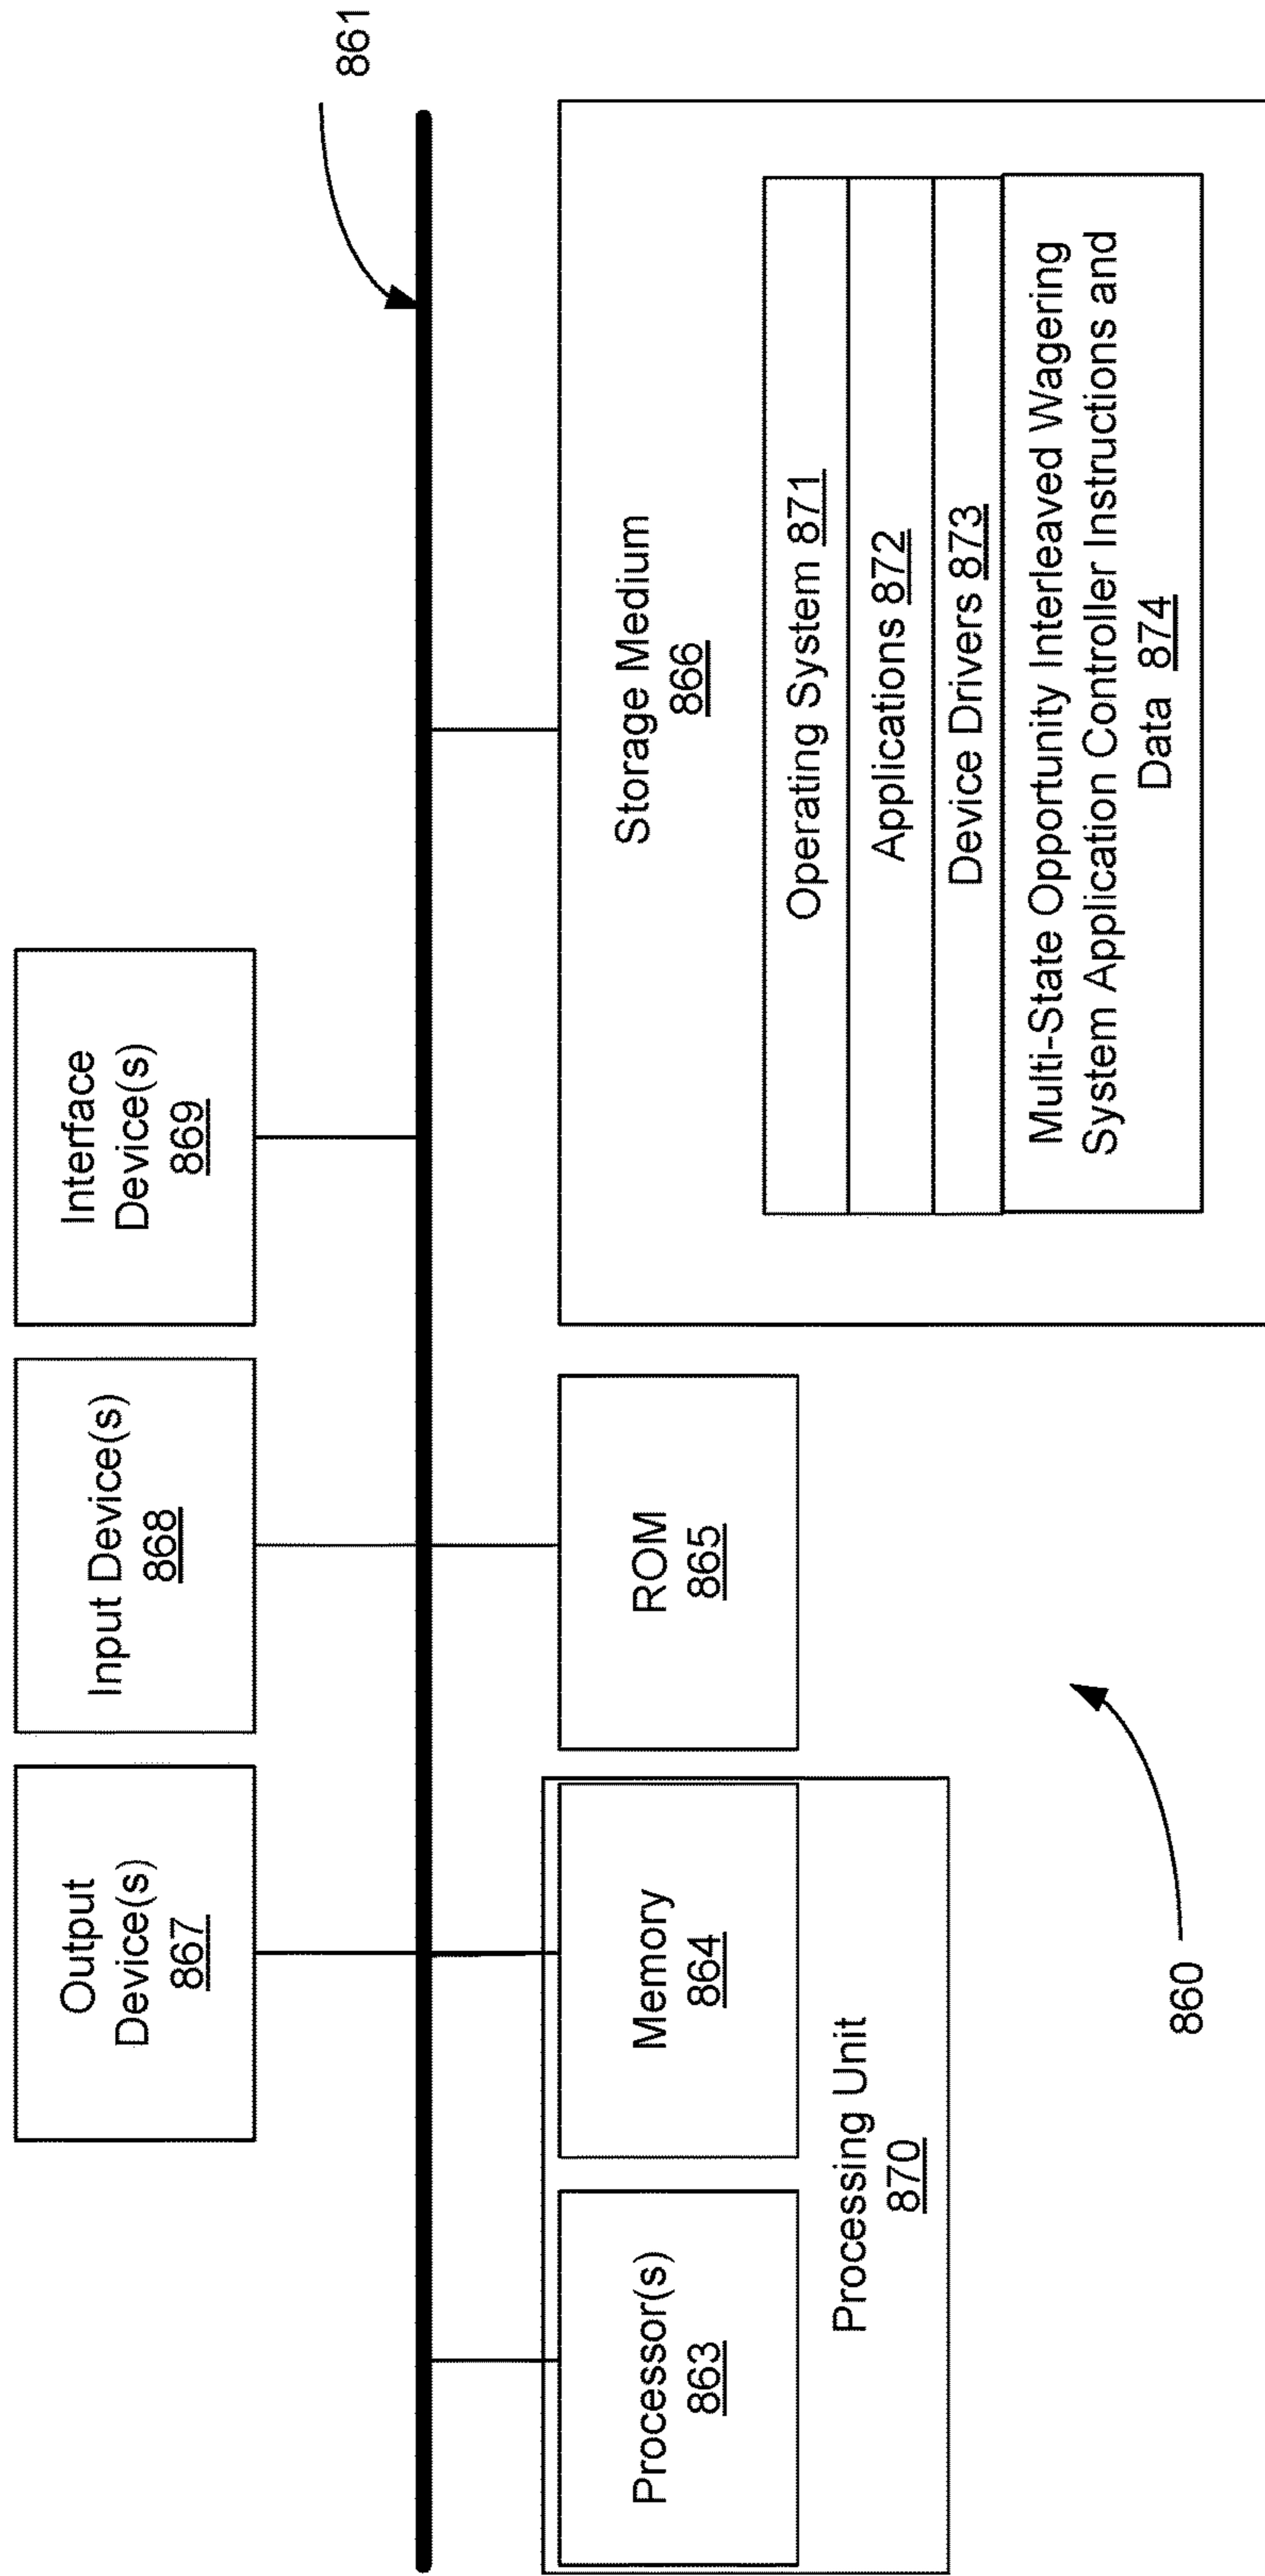 861
Output
Device(s)
867
Input Device(s)
868
Interface
Device(s)
869
Processor(s)
863
Memory
864
Processing Unit
870
ROM
865
Storage Medium
866
Operating System 871
Applications 872
Device Drivers 873
Multi-State Opportunity Interleaved Wagering
System Application Controller Instructions and
Data 874
860